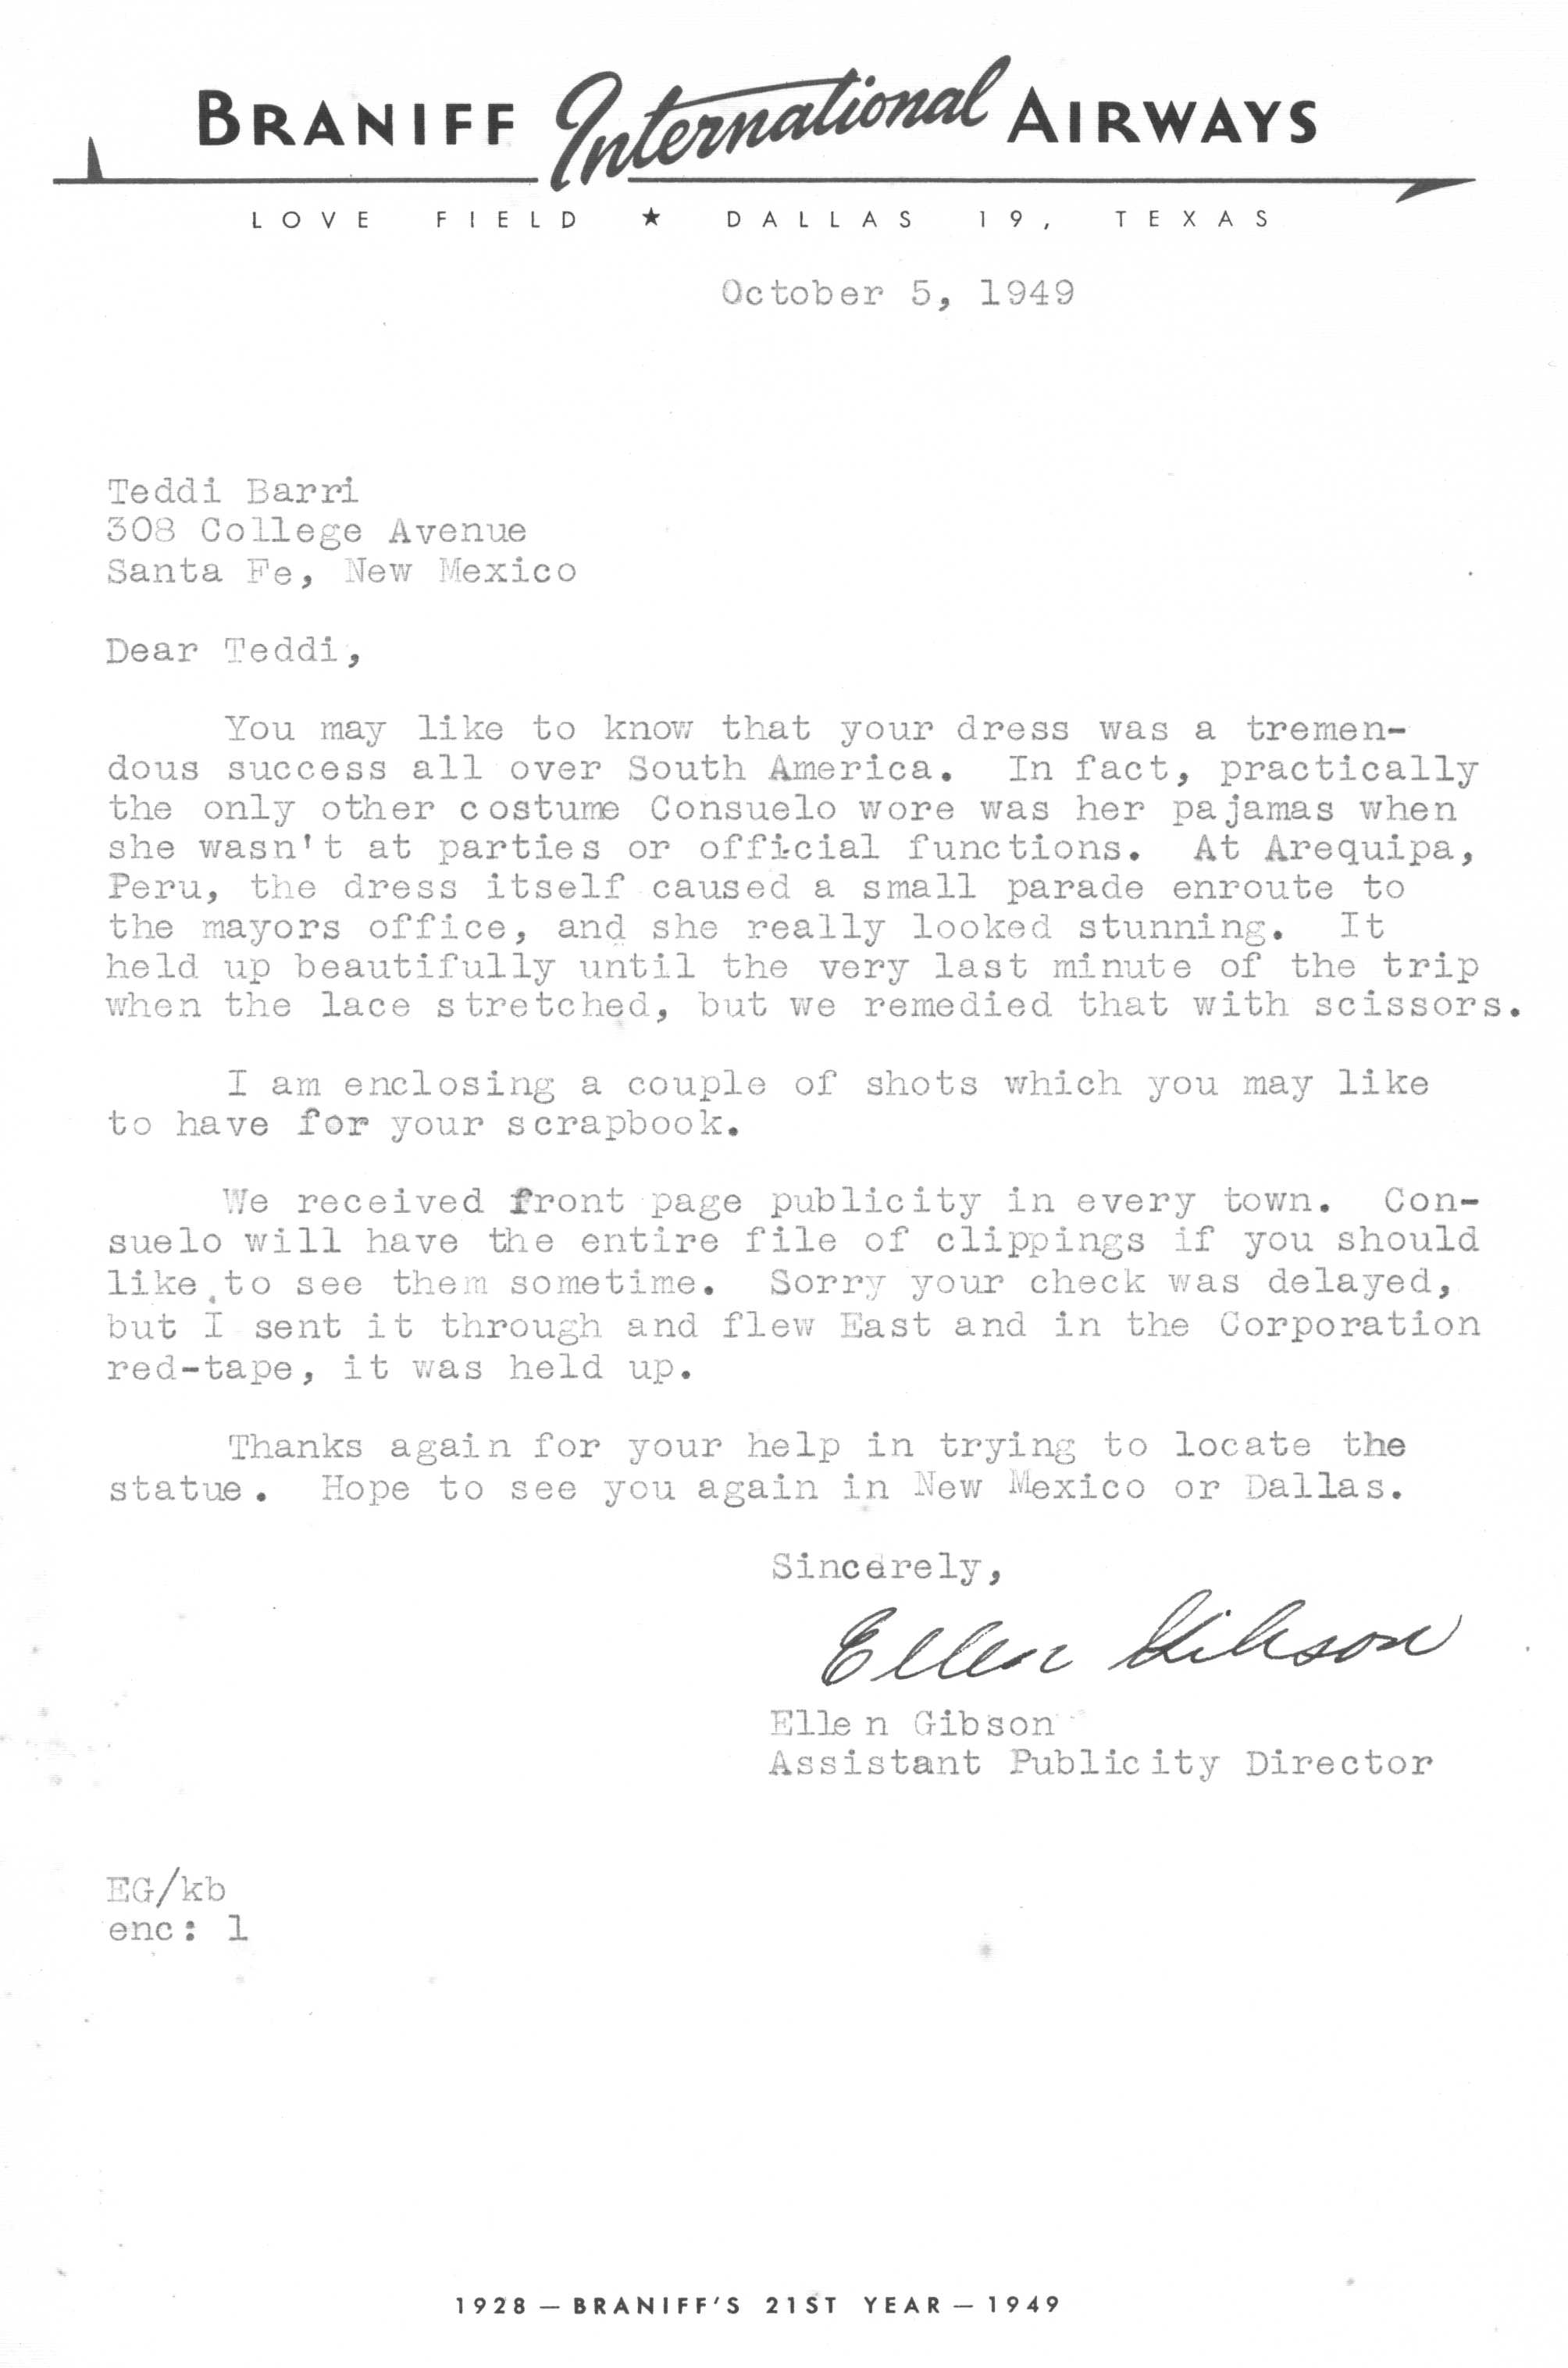 BRANIFF International AIRWAYS
LOVE FIELD ★ DALLAS 19, TEXAS
October 5, 1949
Teddi Barri
308 College Avenue
Santa Fe, New Mexico
Dear Teddi,
You may like to know that your dress was a tremen-
dous success all over South America. In fact, practically
the only other costume Consuelo wore was her pajamas when
she wasn't at parties or official functions. At Arequipa,
Peru, the dress itself caused a small parade enroute to
the mayors office, and she really looked stunning. It
held up beautifully until the very last minute of the trip
when the lace stretched, but we remedied that with scissors.
I am enclosing a couple of shots which you may like
to have for your scrapbook.
We received front page publicity in every town. Con-
suelo will have the entire file of clippings if you should
like to see them sometime. Sorry your check was delayed,
but I sent it through and flew East and in the Corporation
red-tape, it was held up.
Thanks again for your help in trying to locate the
statue. Hope to see you again in New Mexico or Dallas.
Sincerely,
Ellen Gibson
Ellen Gibson
Assistant Publicity Director
EG/kb
enc: 1
1928 — BRANIFF'S 21ST YEAR — 1949